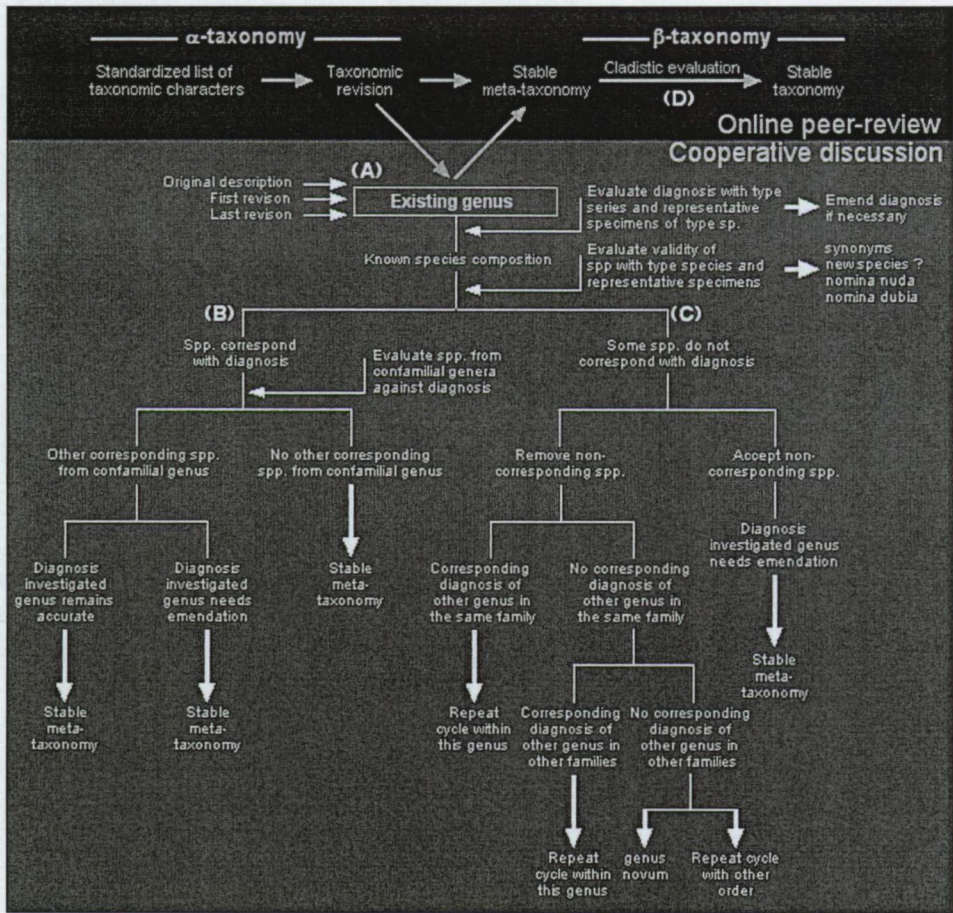 α-taxonomy
β-taxonomy
Standardized list of
taxonomic characters
Taxonomic
revision
Stable
meta-taxonomy
Cladistic evaluation
(D)
Stable
taxonomy
Online peer-review
Cooperative discussion
(A)
Original description
First revison
Last revison
Existing genus
Evaluate diagnosis with type
series and representative
specimens of type sp.
Emend diagnosis
if necessary
Known species composition
Evaluate validity of
spp with type species and
representative specimens
synonyms
new species ?
nomina nuda
nomina dubia
(B)
(C)
Spp. correspond
with diagnosis
Evaluate spp. from
confamilial genera
against diagnosis
Some spp. do not
correspond with diagnosis
Other corresponding spp.
from confamilial genus
No other corresponding
spp. from confamilial genus
Remove non-
corresponding spp.
Accept non-
corresponding spp.
Diagnosis
investigated
genus remains
accurate
Diagnosis
investigated
genus needs
emendation
Stable
meta-
taxonomy
Corresponding
diagnosis of
other genus in
the same family
No corresponding
diagnosis of
other genus in
the same family
Diagnosis
investigated genus
needs emendation
Stable
meta-
taxonomy
Stable
meta-
taxonomy
Stable
meta-
taxonomy
Repeat
cycle within
this genus
Corresponding
diagnosis of
other genus in
other families
No corresponding
diagnosis of
other genus in
other families
Repeat
cycle within
this genus
genus
novum
Repeat cycle
with other
order